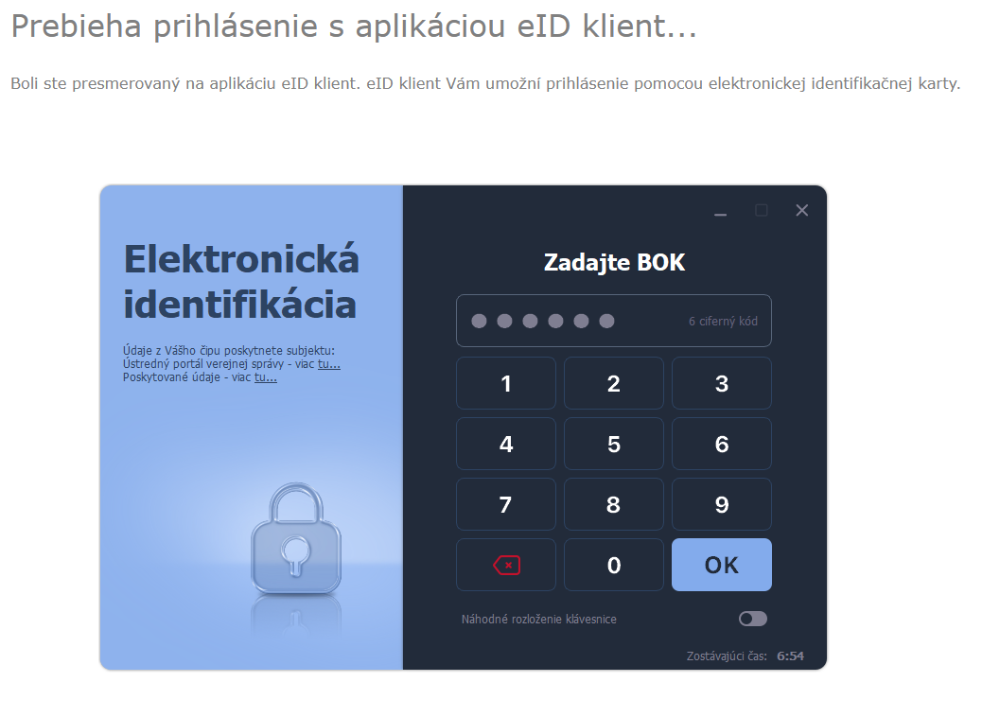 Prebieha prihlásenie s aplikáciou eID klient...
Boli ste presmerovaný na aplikáciu eID klient. eID klient Vám umožní prihlásenie pomocou elektronickej identifikačnej karty.
Elektronická
identifikácia
Údaje z Vášho čipu poskytnete subjektu:
Ústredný portál verejnej správy - viac tu...
Poskytované údaje - viac tu...
Zadajte BOK
6 ciferný kód
1 2 3
4 5 6
7 8 9
0 OK
Náhodné rozloženie klávesnice
Zostávajúci čas: 6:54